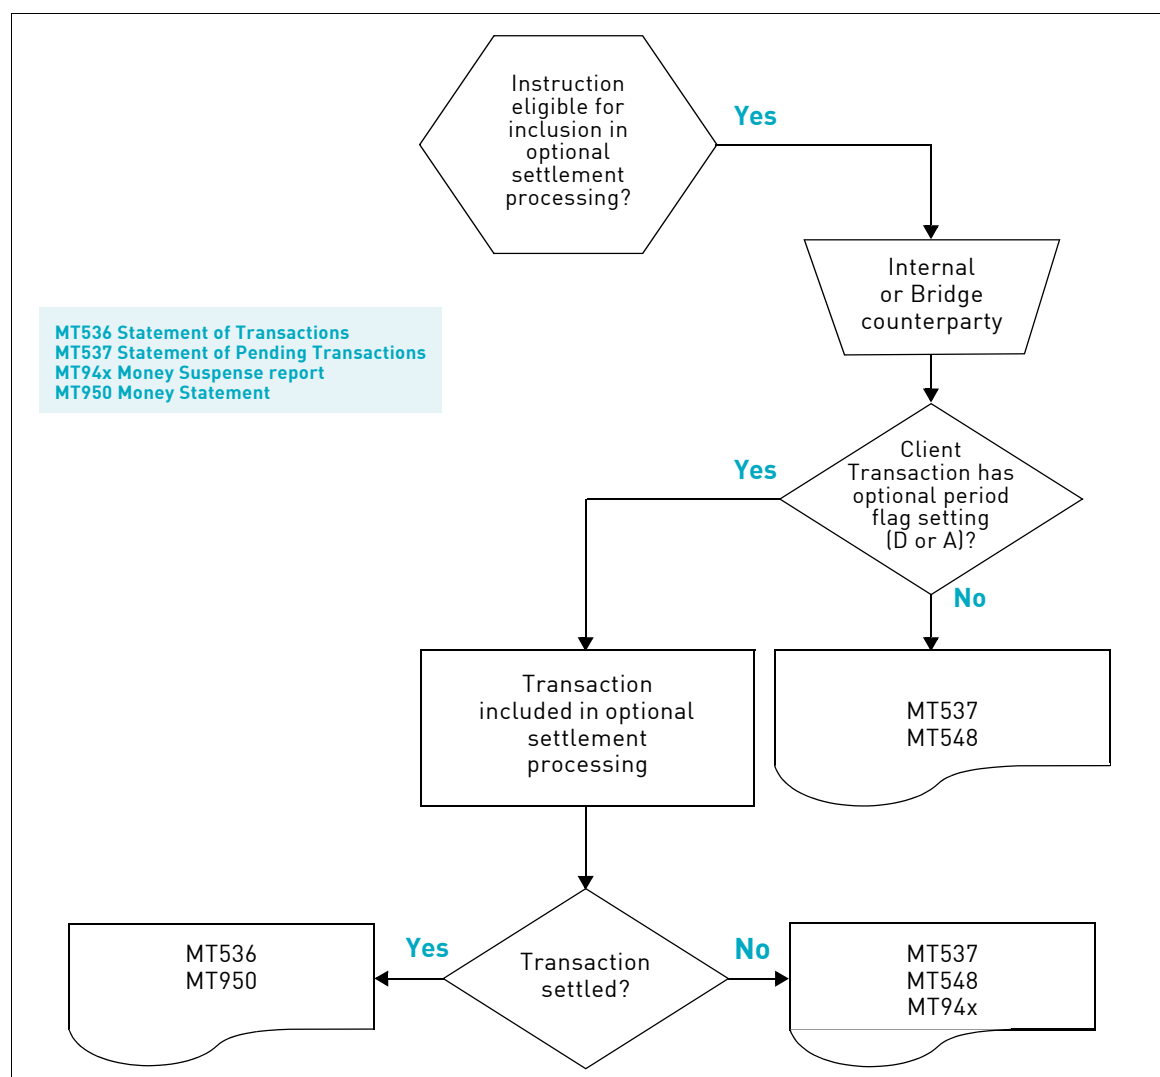 Instruction
eligible for
inclusion in
optional
settlement
processing?
Yes
Internal
or Bridge
counterparty
MT536 Statement of Transactions
MT537 Statement of Pending Transactions
MT94x Money Suspense report
MT950 Money Statement
Client
Transaction has
optional period
flag setting
(D or A)?
Yes
No
Transaction
included in optional
settlement
processing
MT537
MT548
MT536
MT950
Yes
Transaction
settled?
No
MT537
MT548
MT94x